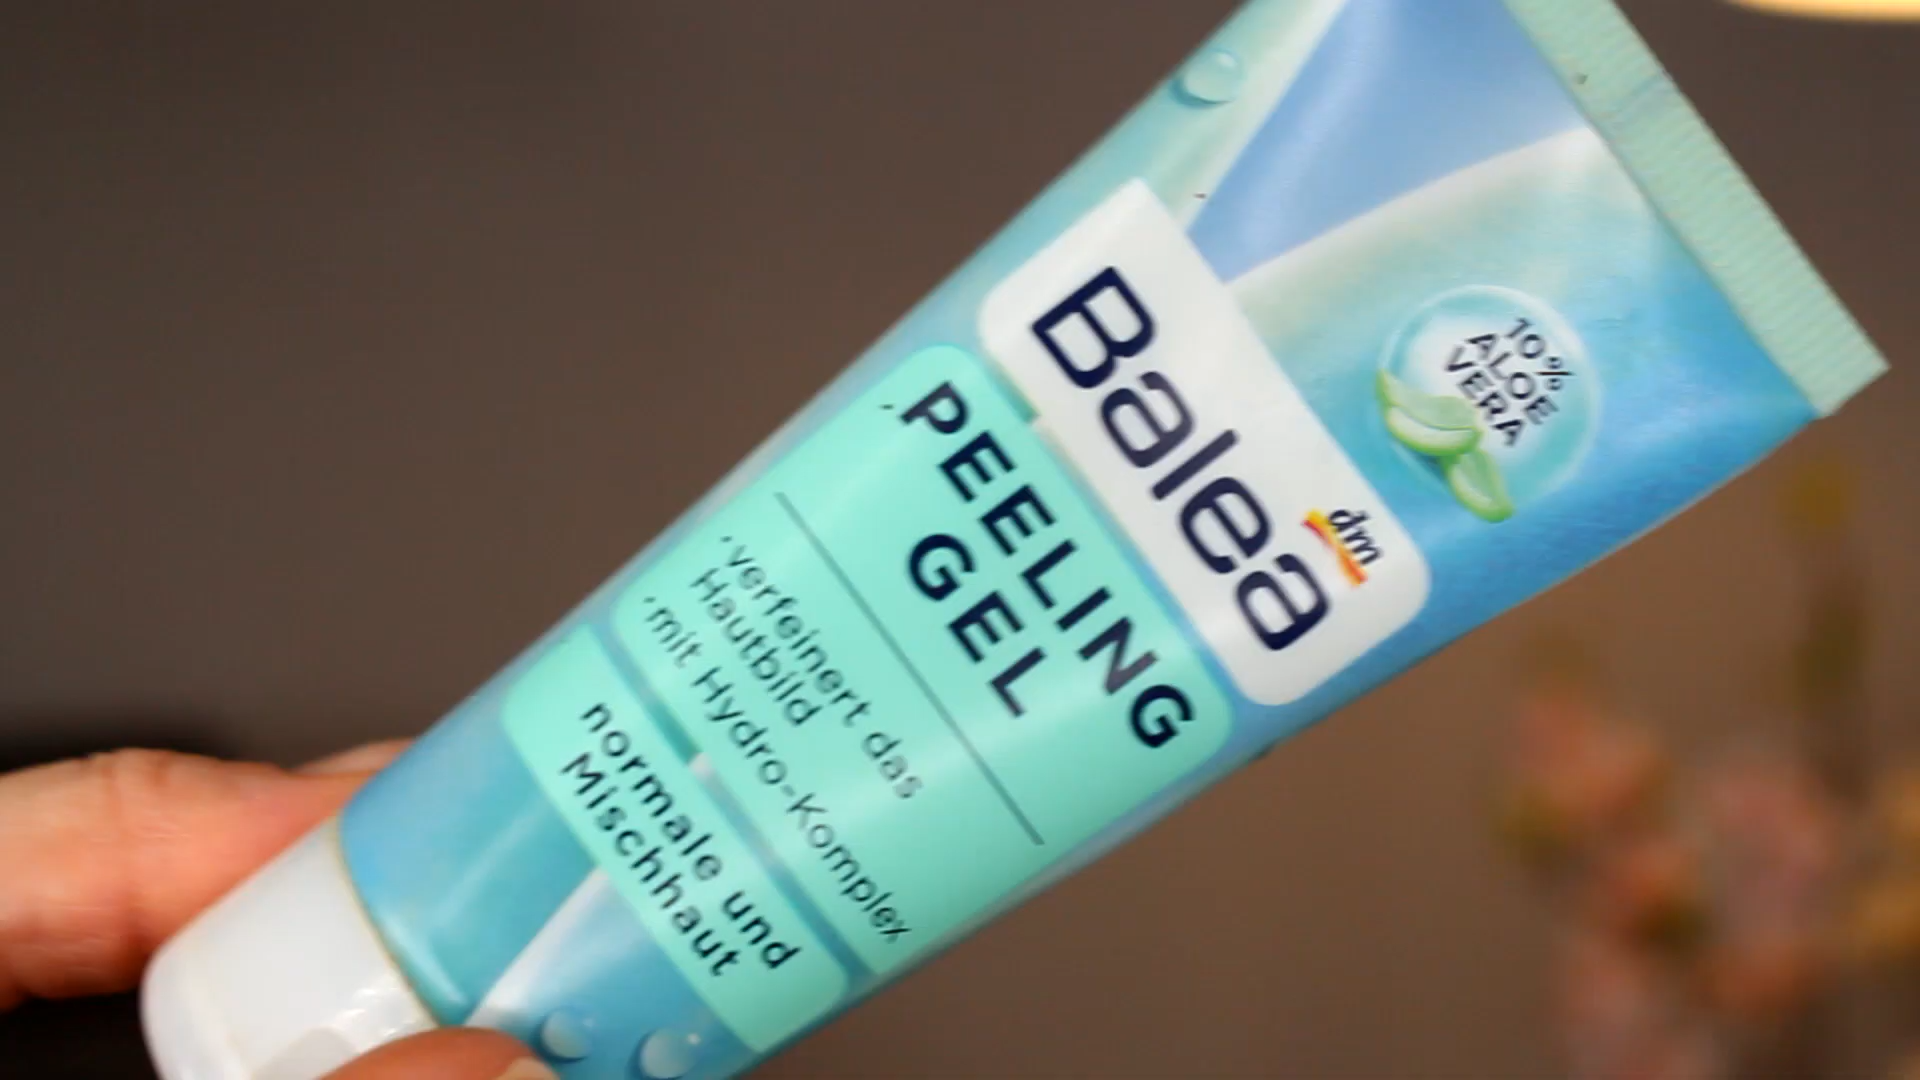 10%
ALOE
VERA
Balea
dm
PEELING
GEL
verfeinert das
Hautbild
mit Hydro-Komplex
normale und
Mischhaut